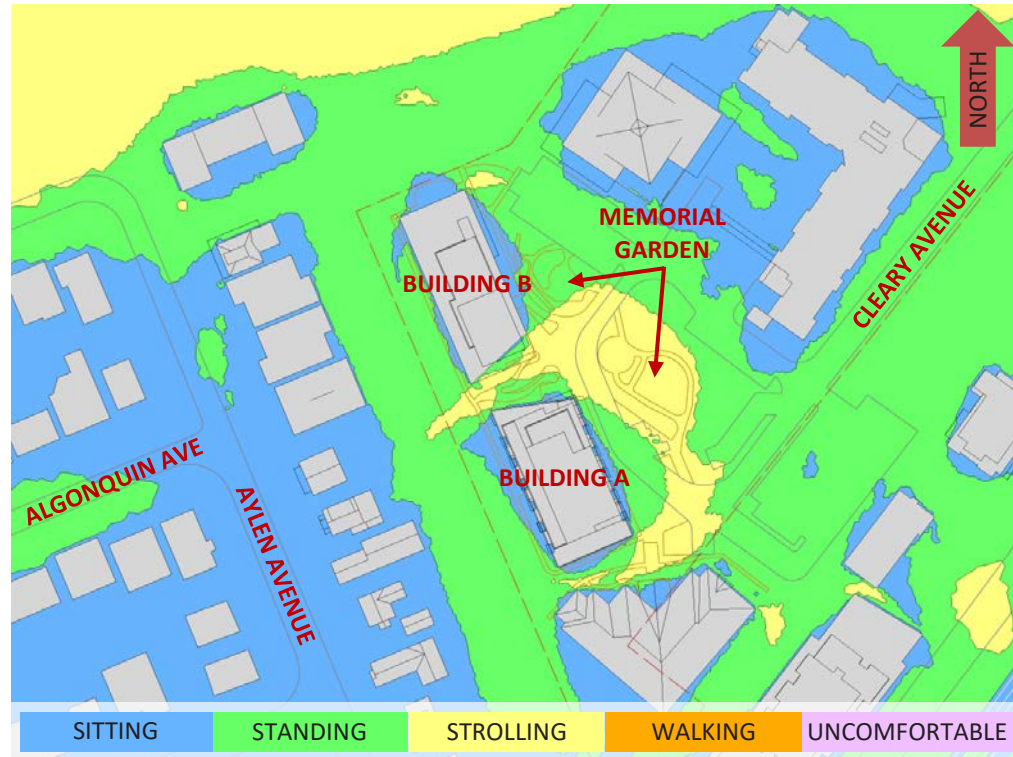 NORTH
MEMORIAL
GARDEN
CLEARY AVENUE
BUILDING B
BUILDING A
ALGONQUIN AVE
AYLEN AVENUE
SITTING
STANDING
STROLLING
WALKING
UNCOMFORTABLE